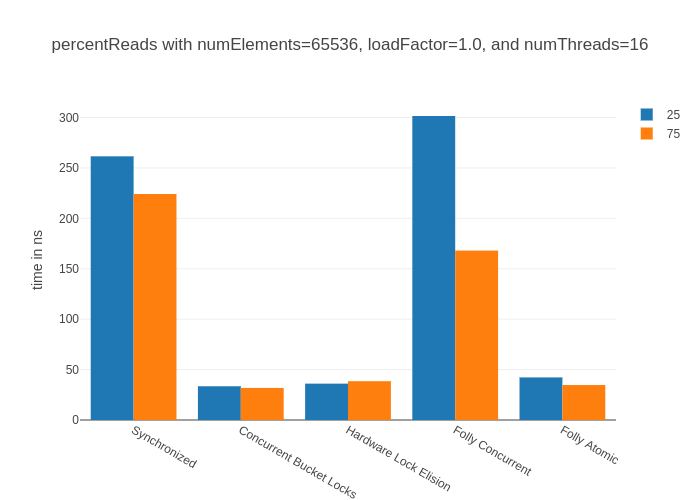 percentReads with numElements=65536, loadFactor=1.0, and numThreads=16
25
75
time in ns
300
250
200
150
100
50
0
Synchronized
Concurrent Bucket Locks
Hardware Lock Elision
Folly Concurrent
Folly Atomic